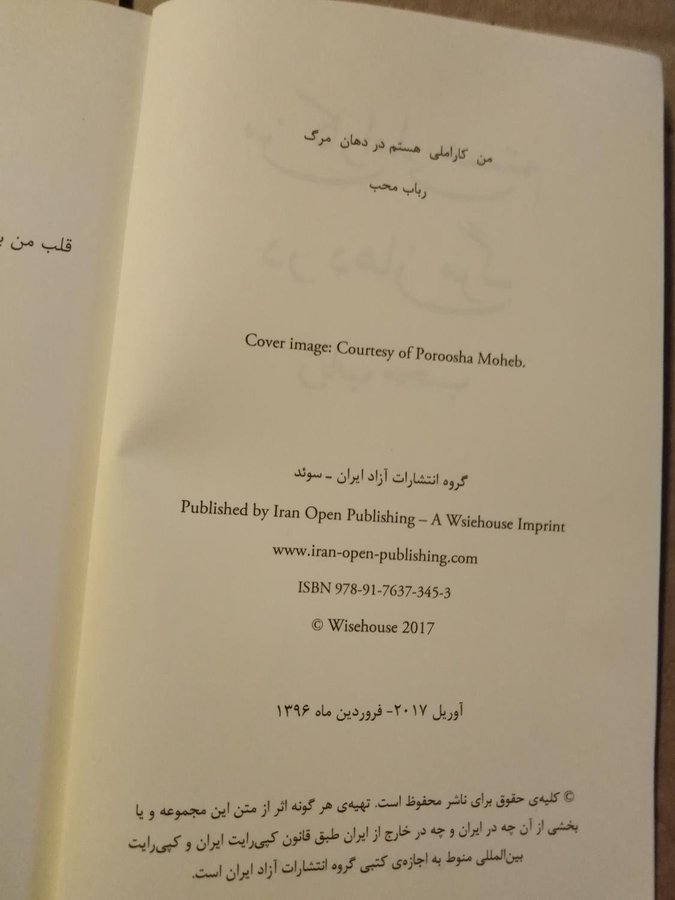 من کاراملی هستم در دهان مرگ
رباب محب
Cover image: Courtesy of Poroosha Moheb.
گروه انتشارات آزاد ایران - سوئد
Published by Iran Open Publishing – A Wsiehouse Imprint
www.iran-open-publishing.com
ISBN 978-91-7637-345-3
© Wisehouse 2017
آوریل ۲۰۱۷- فروردین ماه ۱۳۹۶
© کلیه‌ی حقوق برای ناشر محفوظ است. تهیه‌ی هر گونه اثر از متن این مجموعه و یا
بخشی از آن چه در ایران و چه در خارج از ایران طبق قانون کپی‌رایت ایران و کپی‌رایت
بین‌المللی منوط به اجازه‌ی کتبی گروه انتشارات آزاد ایران است.
قلب من